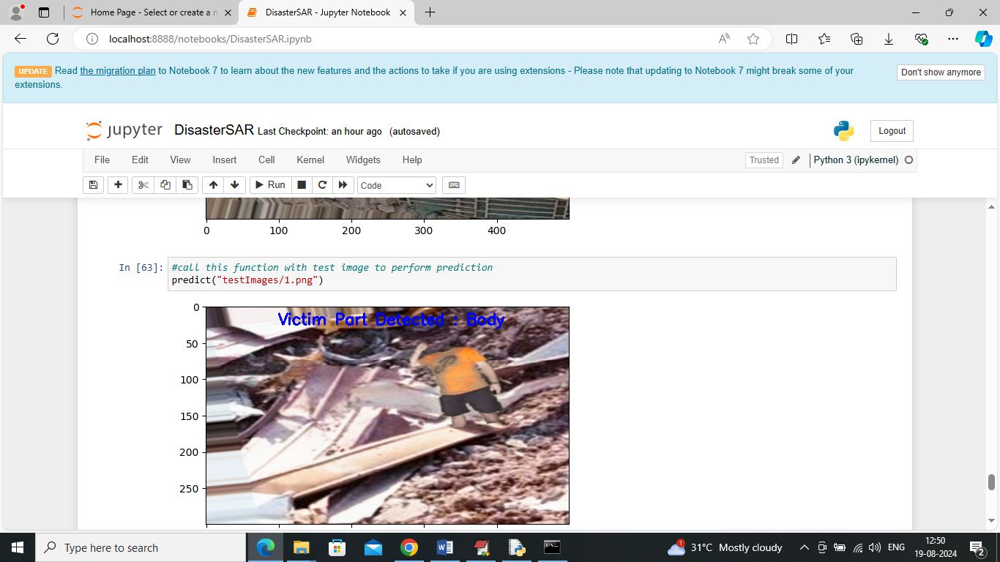 Home Page - Select or create a n
DisasterSAR - Jupyter Notebook
localhost:8888/notebooks/DisasterSAR.ipynb
UPDATE Read the migration plan to Notebook 7 to learn about the new features and the actions to take if you are using extensions - Please note that updating to Notebook 7 might break some of your
extensions.
Don't show anymore
jupyter DisasterSAR Last Checkpoint: an hour ago (autosaved)
Logout
File Edit View Insert Cell Kernel Widgets Help
Trusted
Python 3 (ipykernel)
Run
Code
0 100 200 300 400
In [63]: #call this function with test image to perform prediction
predict("testImages/1.png")
0
Victim Part Detected : Body
50
100
150
200
250
Type here to search
1
31°C Mostly cloudy
ENG
12:50
19-08-2024
2